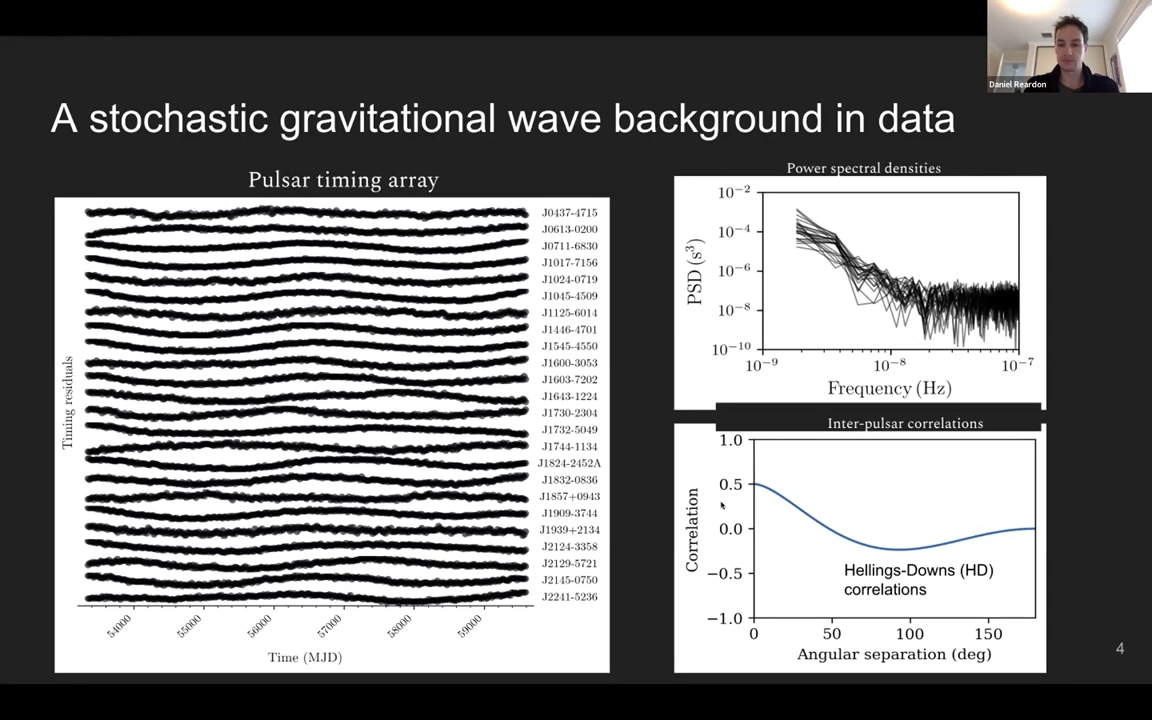 Daniel Reardon
A stochastic gravitational wave background in data
Pulsar timing array
Timing residuals
J0437-4715
J0613-0200
J0711-6830
J1017-7156
J1024-0719
J1045-4509
J1125-6014
J1446-4701
J1545-4550
J1600-3053
J1603-7202
J1643-1224
J1730-2304
J1732-5049
J1744-1134
J1824-2452A
J1832-0836
J1857+0943
J1909-3744
J1939+2134
J2124-3358
J2129-5721
J2145-0750
J2241-5236
54000 55000 56000 57000 58000 59000
Time (MJD)
Power spectral densities
PSD (s³)
10⁻²
10⁻⁴
10⁻⁶
10⁻⁸
10⁻¹⁰
10⁻⁹ 10⁻⁸ 10⁻⁷
Frequency (Hz)
Inter-pulsar correlations
Correlation
1.0
0.5
0.0
−0.5
−1.0
Hellings-Downs (HD)
correlations
0 50 100 150
Angular separation (deg)
4